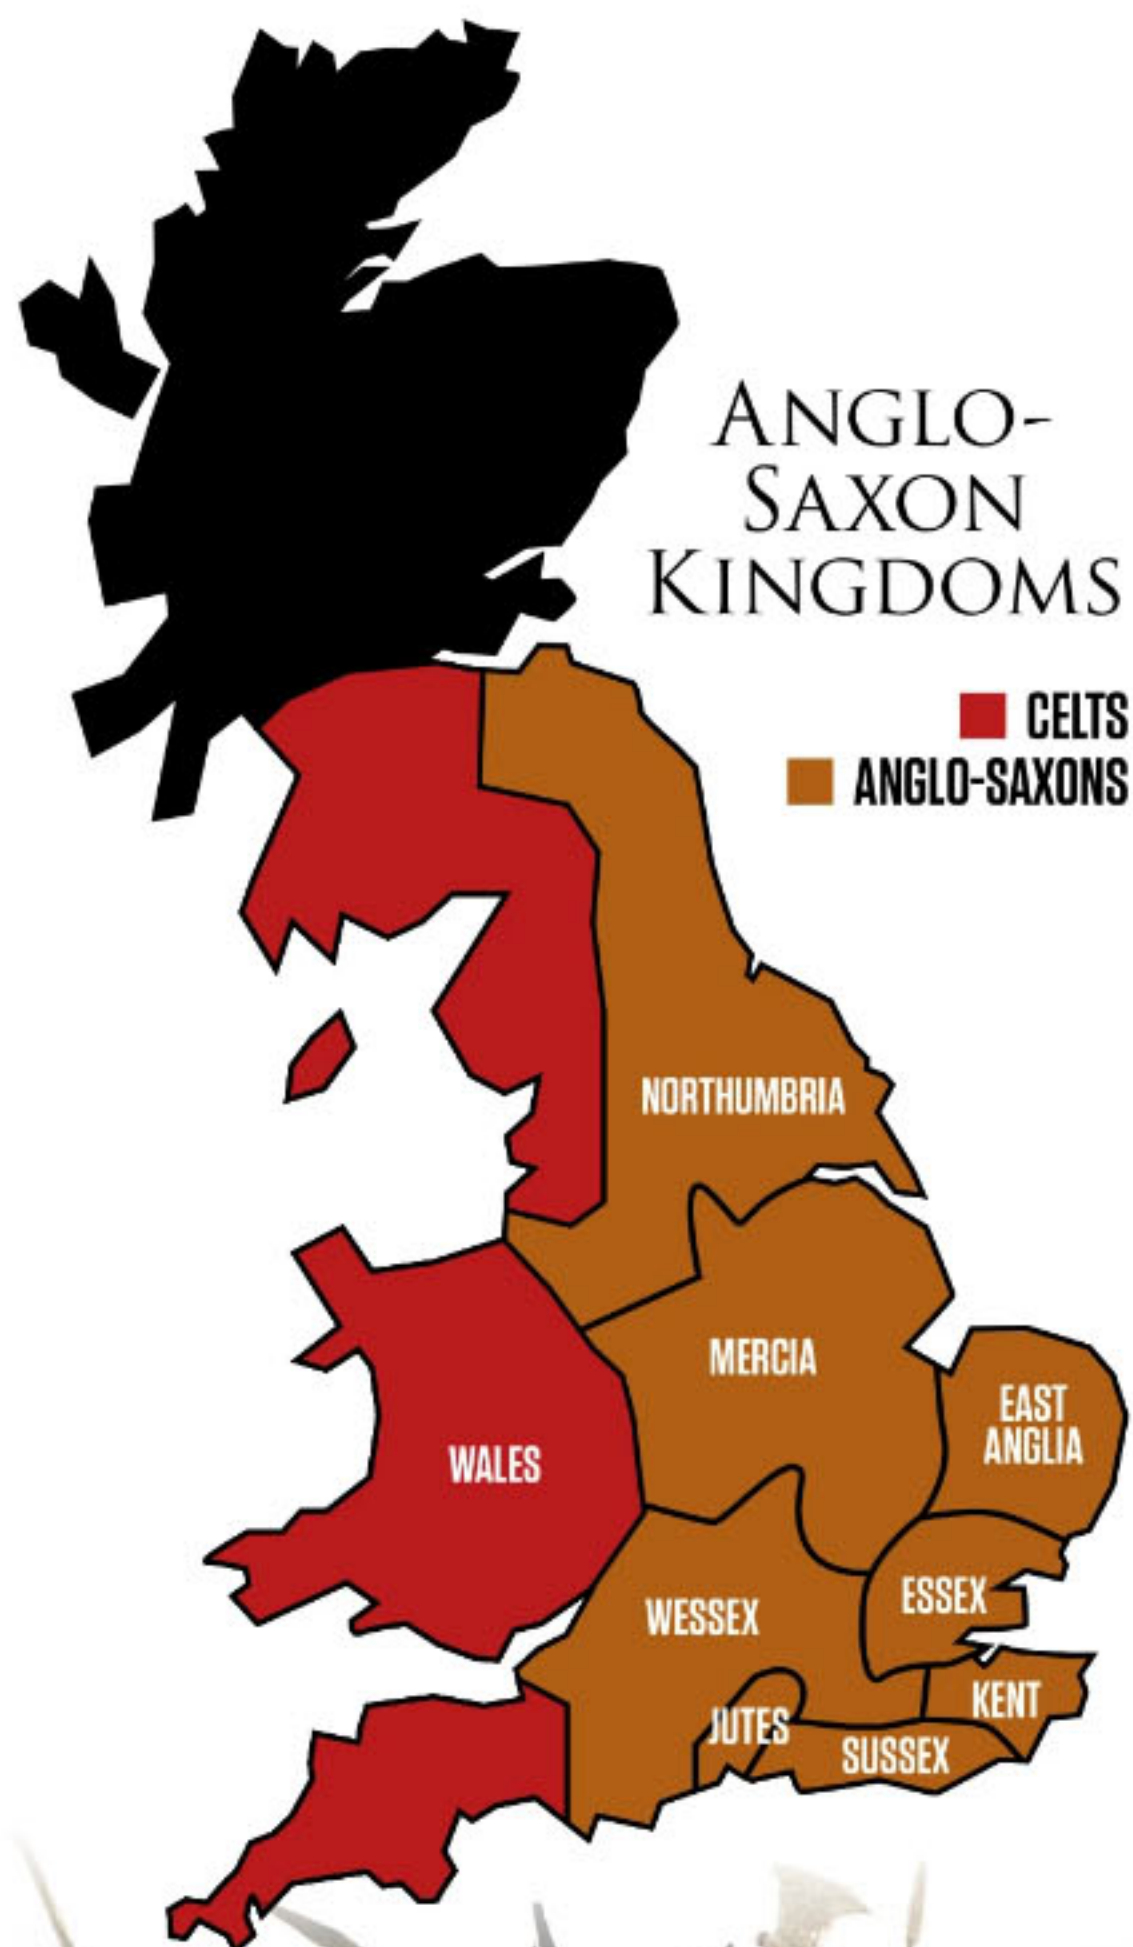 ANGLO-
SAXON
KINGDOMS
CELTS
ANGLO-SAXONS
NORTHUMBRIA
MERCIA
EAST
ANGLIA
WALES
ESSEX
WESSEX
KENT
JUTES
SUSSEX